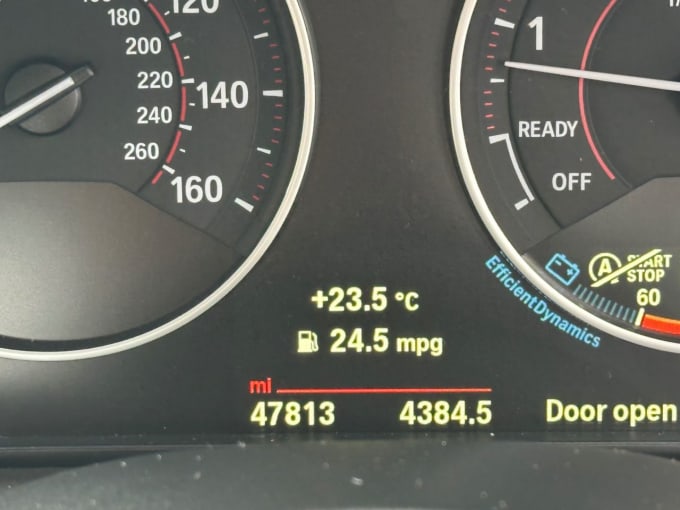 120
180
200
220
140
240
260
160
1
READY
OFF
A
START
STOP
60
EfficientDynamics
+23.5 °C
24.5 mpg
mi
47813 4384.5
Door open